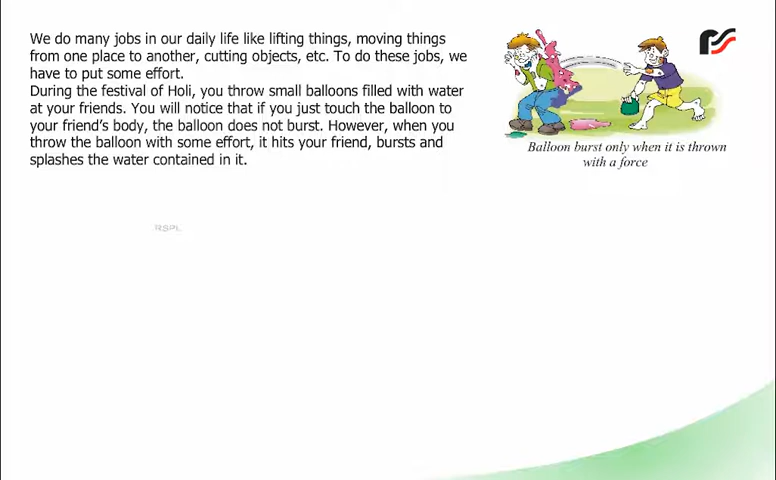 We do many jobs in our daily life like lifting things, moving things
from one place to another, cutting objects, etc. To do these jobs, we
have to put some effort.
During the festival of Holi, you throw small balloons filled with water
at your friends. You will notice that if you just touch the balloon to
your friend's body, the balloon does not burst. However, when you
throw the balloon with some effort, it hits your friend, bursts and
splashes the water contained in it.
Balloon burst only when it is thrown
with a force
RSPL